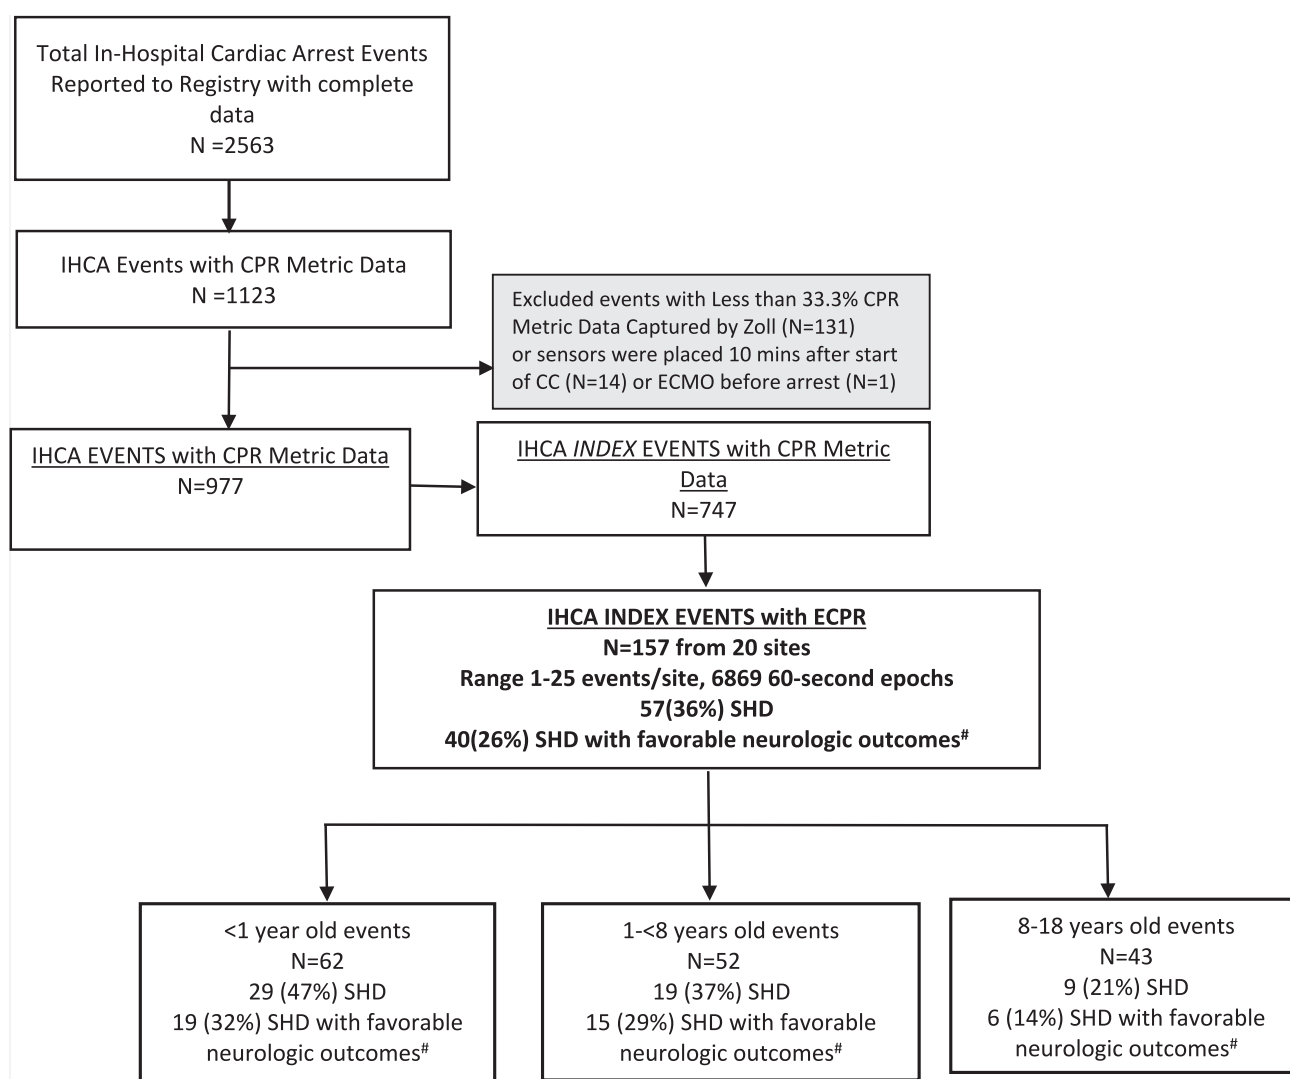 Total In-Hospital Cardiac Arrest Events
Reported to Registry with complete
data
N =2563
IHCA Events with CPR Metric Data
N =1123
Excluded events with Less than 33.3% CPR
Metric Data Captured by Zoll (N=131)
or sensors were placed 10 mins after start
of CC (N=14) or ECMO before arrest (N=1)
IHCA EVENTS with CPR Metric Data
N=977
IHCA INDEX EVENTS with CPR Metric
Data
N=747
IHCA INDEX EVENTS with ECPR
N=157 from 20 sites
Range 1-25 events/site, 6869 60-second epochs
57(36%) SHD
40(26%) SHD with favorable neurologic outcomes#
<1 year old events
N=62
29 (47%) SHD
19 (32%) SHD with favorable
neurologic outcomes#
1-<8 years old events
N=52
19 (37%) SHD
15 (29%) SHD with favorable
neurologic outcomes#
8-18 years old events
N=43
9 (21%) SHD
6 (14%) SHD with favorable
neurologic outcomes#